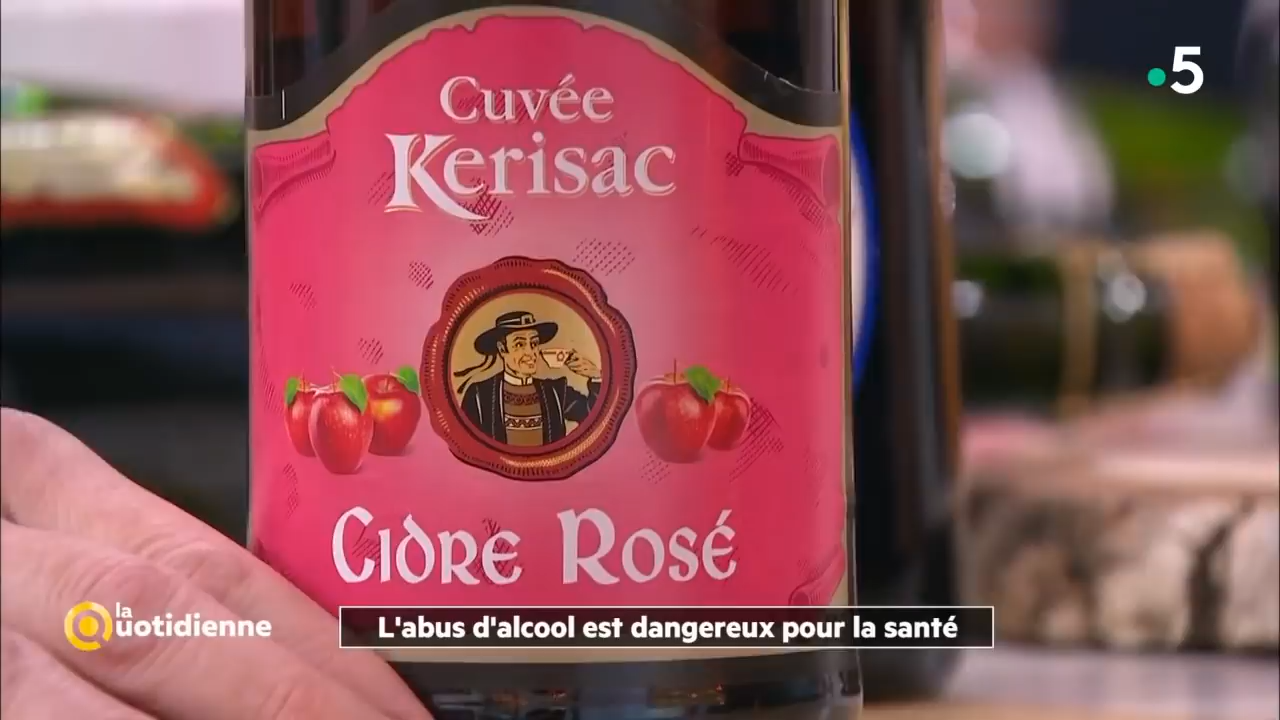 5
Cuvée
Kerisac
Cidre Rosé
la
Quotidienne
L'abus d'alcool est dangereux pour la santé